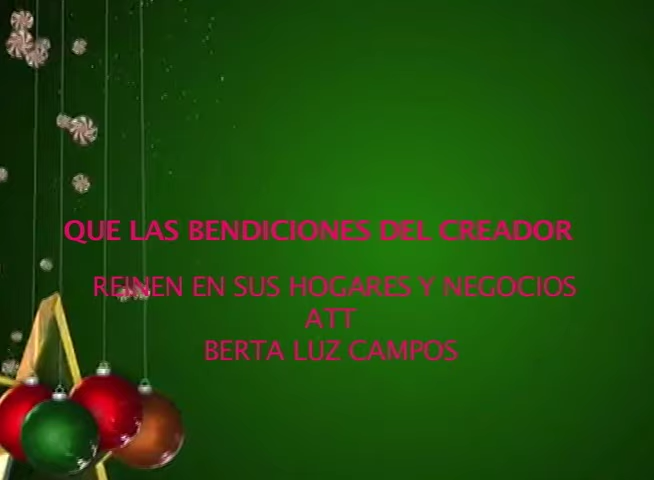 QUE LAS BENDICIONES DEL CREADOR
REINEN EN SUS HOGARES Y NEGOCIOS
ATT
BERTA LUZ CAMPOS